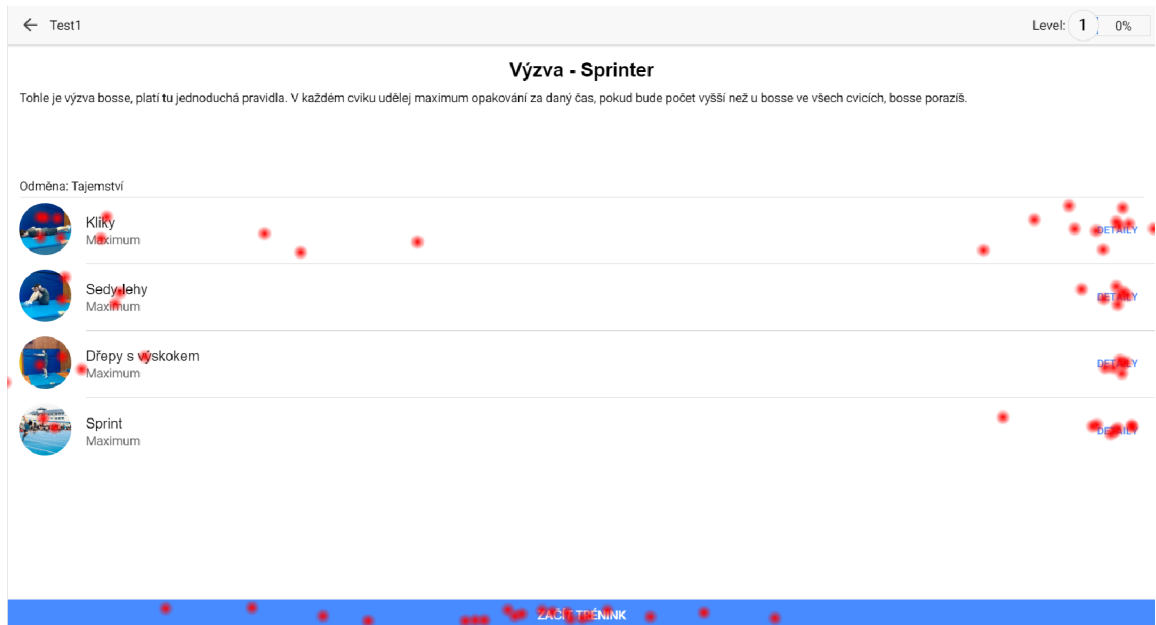 Test1
Level: 1 0%
Výzva - Sprinter
Tohle je výzva bosse, platí tu jednoduchá pravidla. V každém cviku udělej maximum opakování za daný čas, pokud bude počet vyšší než u bosse ve všech cvicích, bosse porazíš.
Odměna: Tajemství
Kliky
Maximum
DETAILY
Sedy-lehy
Maximum
DETAILY
Dřepy s výskokem
Maximum
DETAILY
Sprint
Maximum
DETAILY
ZAČÍT TRÉNINK